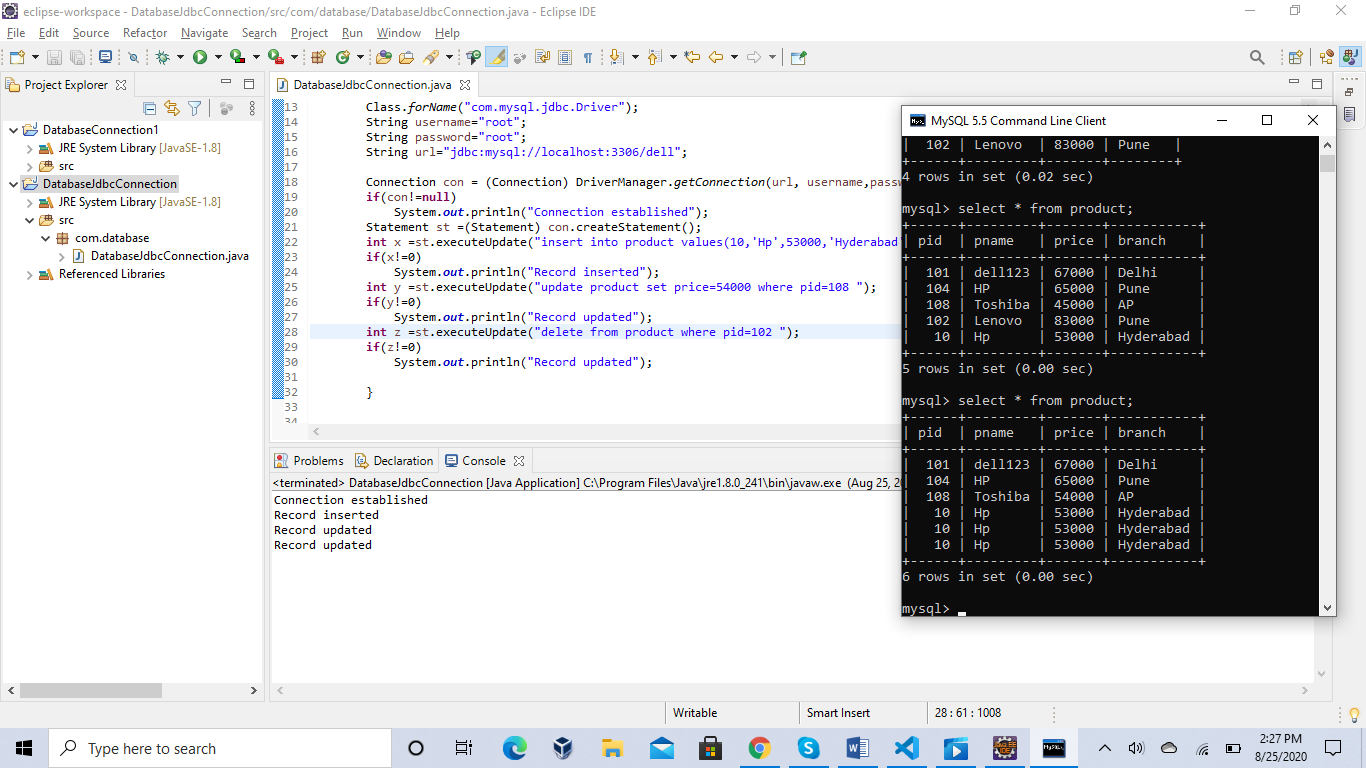 eclipse-workspace - DatabaseJdbcConnection/src/com/database/DatabaseJdbcConnection.java - Eclipse IDE
File Edit Source Refactor Navigate Search Project Run Window Help
Project Explorer
DatabaseConnection1
JRE System Library [JavaSE-1.8]
src
DatabaseJdbcConnection
JRE System Library [JavaSE-1.8]
src
com.database
DatabaseJdbcConnection.java
Referenced Libraries
DatabaseJdbcConnection.java
13 Class.forName("com.mysql.jdbc.Driver");
14 String username="root";
15 String password="root";
16 String url="jdbc:mysql://localhost:3306/dell";
17
18 Connection con = (Connection) DriverManager.getConnection(url, username,passw
19 if(con!=null)
20 System.out.println("Connection established");
21 Statement st =(Statement) con.createStatement();
22 int x =st.executeUpdate("insert into product values(10,'Hp',53000,'Hyderabad'
23 if(x!=0)
24 System.out.println("Record inserted");
25 int y =st.executeUpdate("update product set price=54000 where pid=108 ");
26 if(y!=0)
27 System.out.println("Record updated");
28 int z =st.executeUpdate("delete from product where pid=102 ");
29 if(z!=0)
30 System.out.println("Record updated");
31
32 }
33
34
Problems Declaration Console
<terminated> DatabaseJdbcConnection [Java Application] C:\Program Files\Java\jre1.8.0_241\bin\javaw.exe (Aug 25, 20
Connection established
Record inserted
Record updated
Record updated
MySQL 5.5 Command Line Client
| 102 | Lenovo | 83000 | Pune |
+------+--------+-------+--------+
4 rows in set (0.02 sec)
mysql> select * from product;
+------+---------+-------+-----------+
| pid | pname | price | branch |
+------+---------+-------+-----------+
| 101 | dell123 | 67000 | Delhi |
| 104 | HP | 65000 | Pune |
| 108 | Toshiba | 45000 | AP |
| 102 | Lenovo | 83000 | Pune |
| 10 | Hp | 53000 | Hyderabad |
+------+---------+-------+-----------+
5 rows in set (0.00 sec)
mysql> select * from product;
+------+---------+-------+-----------+
| pid | pname | price | branch |
+------+---------+-------+-----------+
| 101 | dell123 | 67000 | Delhi |
| 104 | HP | 65000 | Pune |
| 108 | Toshiba | 54000 | AP |
| 10 | Hp | 53000 | Hyderabad |
| 10 | Hp | 53000 | Hyderabad |
| 10 | Hp | 53000 | Hyderabad |
+------+---------+-------+-----------+
6 rows in set (0.00 sec)
mysql>
Writable Smart Insert 28 : 61 : 1008
Type here to search
2:27 PM
8/25/2020